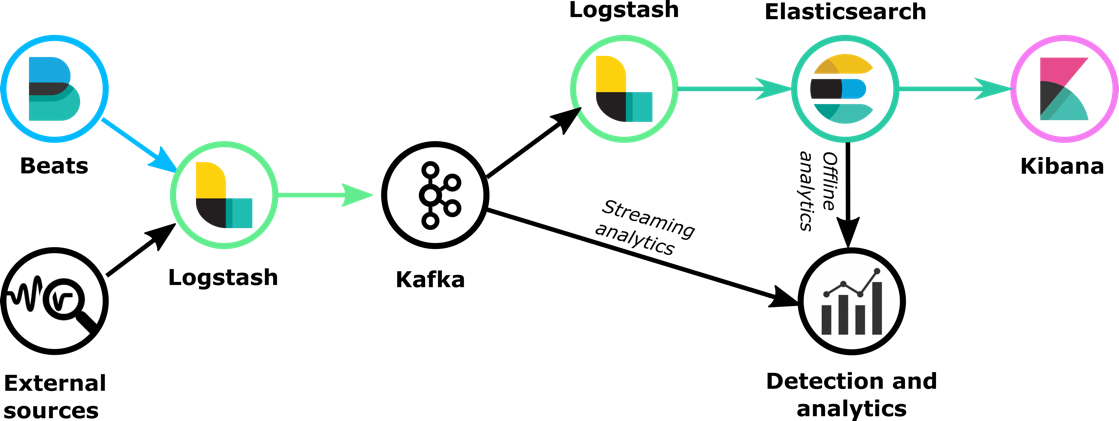 Logstash
Elasticsearch
Beats
Kibana
Offline
analytics
Streaming
analytics
Logstash
Kafka
External
sources
Detection and
analytics